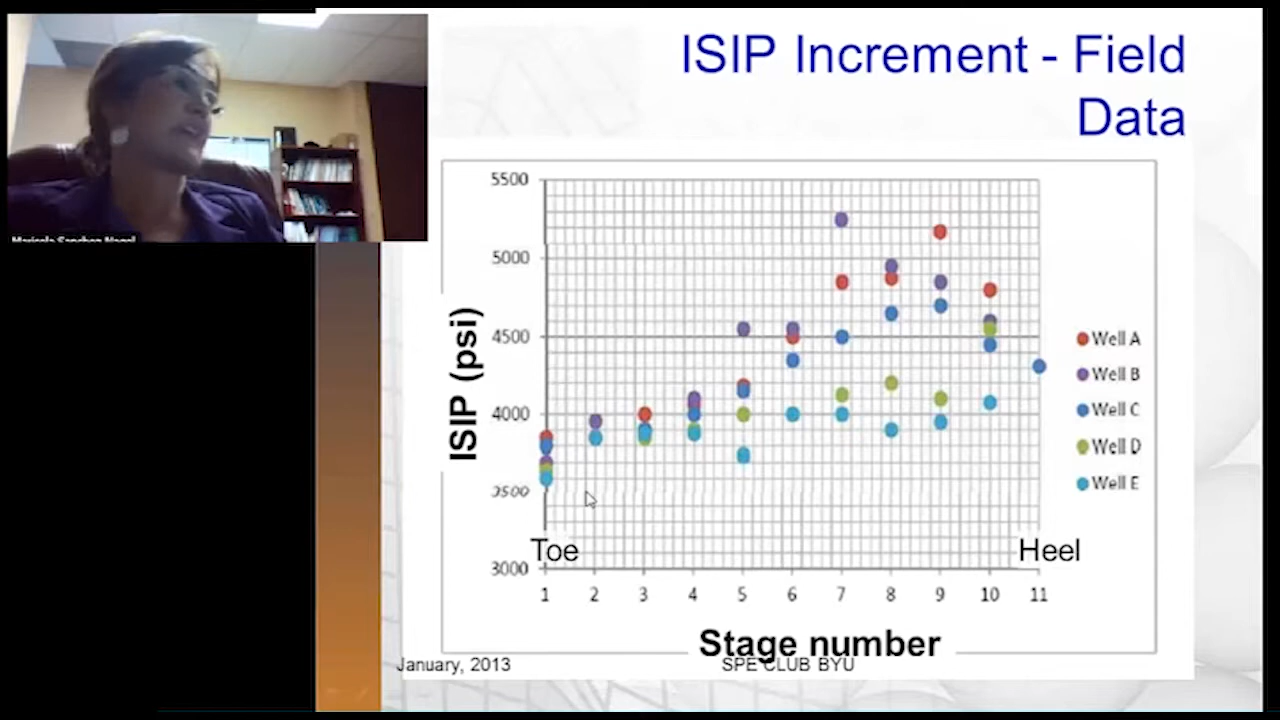 ISIP Increment - Field
Data
5500
5000
4500
4000
3500
3000
ISIP (psi)
Toe
Heel
1 2 3 4 5 6 7 8 9 10 11
Stage number
Well A
Well B
Well C
Well D
Well E
January, 2013
SPE CLUB BYU